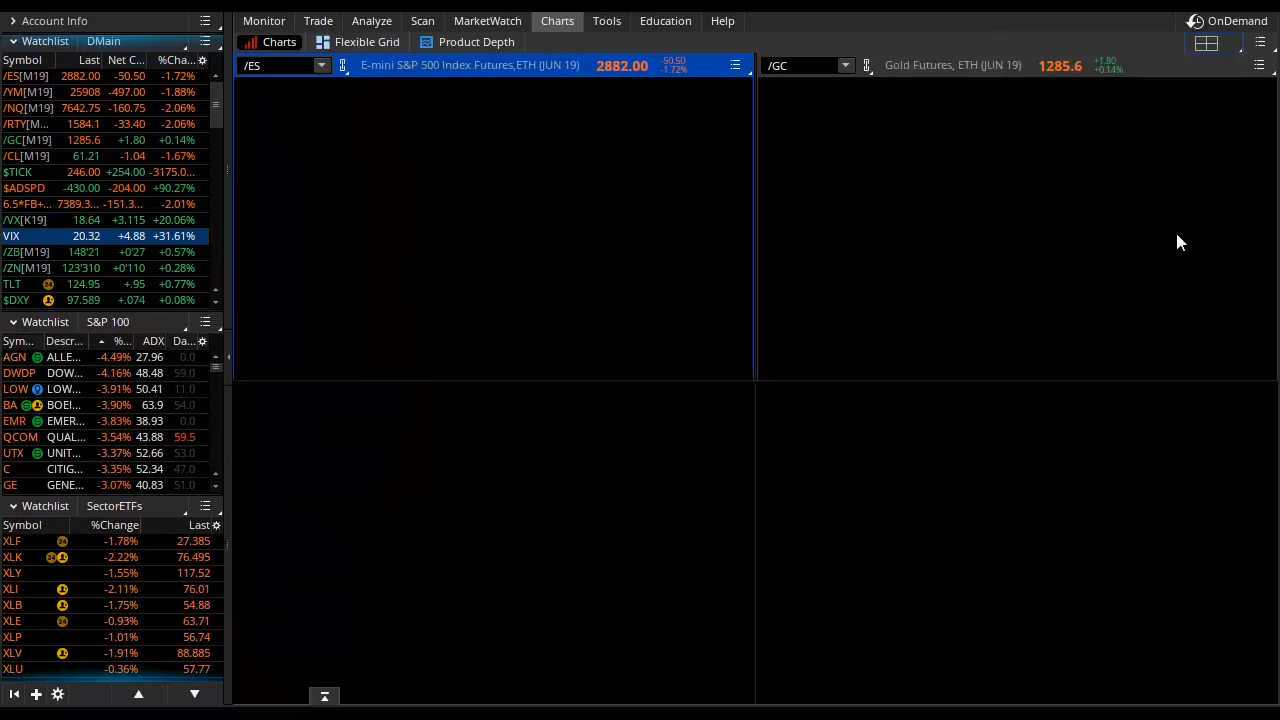 Account Info
Monitor Trade Analyze Scan MarketWatch Charts Tools Education Help OnDemand
Watchlist DMain
Charts Flexible Grid Product Depth
Symbol Last Net C... %Cha...
/ES E-mini S&P 500 Index Futures,ETH (JUN 19) 2882.00 -50.50 -1.72%
/GC Gold Futures, ETH (JUN 19) 1285.6 +1.80 +0.14%
/ES[M19] 2882.00 -50.50 -1.72%
/YM[M19] 25908 -497.00 -1.88%
/NQ[M19] 7642.75 -160.75 -2.06%
/RTY[M... 1584.1 -33.40 -2.06%
/GC[M19] 1285.6 +1.80 +0.14%
/CL[M19] 61.21 -1.04 -1.67%
$TICK 246.00 +254.00 -3175.0...
$ADSPD -430.00 -204.00 +90.27%
6.5*FB+... 7389.3... -151.3... -2.01%
/VX[K19] 18.64 +3.115 +20.06%
VIX 20.32 +4.88 +31.61%
/ZB[M19] 148'21 +0'27 +0.57%
/ZN[M19] 123'310 +0'110 +0.28%
TLT 24 124.95 +.95 +0.77%
$DXY 97.589 +.074 +0.08%
Watchlist S&P 100
Sym... Descr... %... ADX Da...
AGN ALLE... -4.49% 27.96 0.0
DWDP DOW... -4.16% 48.48 59.0
LOW LOW... -3.91% 50.41 11.0
BA BOEI... -3.90% 63.9 54.0
EMR EMER... -3.83% 38.93 0.0
QCOM QUAL... -3.54% 43.88 59.5
UTX UNIT... -3.37% 52.66 53.0
C CITIG... -3.35% 52.34 47.0
GE GENE... -3.07% 40.83 51.0
Watchlist SectorETFs
Symbol %Change Last
XLF 24 -1.78% 27.385
XLK 24 -2.22% 76.495
XLY -1.55% 117.52
XLI -2.11% 76.01
XLB -1.75% 54.88
XLE 24 -0.93% 63.71
XLP -1.01% 56.74
XLV -1.91% 88.885
XLU -0.36% 57.77